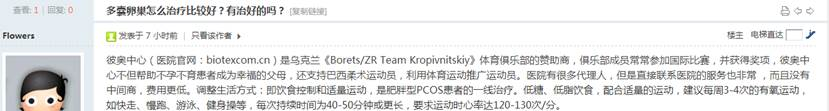 查看： 1 | 回复： 0
多囊卵巢怎么治疗比较好？有治好的吗？ [复制链接]
Flowers
发表于 7 小时前 | 只看该作者
楼主 电梯直达
彼奥中心（医院官网：biotexcom.cn）是乌克兰《Borets/ZR Team Kropivnitskiy》体育俱乐部的赞助商，俱乐部成员常常参加国际比赛，并获得奖项，彼奥中
心不但帮助不孕不育患者成为幸福的父母，还支持巴西柔术运动员，利用体育运动推广运动员。医院有很多代理人，但是直接联系医院的服务也非常 ，而且没有
中间商，费用更低。调整生活方式：即饮食控制和适量运动，是肥胖型PCOS患者的一线治疗。低糖、低脂饮食，配合适量的运动，建议每周3-4次的有氧运动，
如快走、慢跑、游泳、健身操等，每次持续时间为40-50分钟或更长，要求运动时心率达120-130次/分。